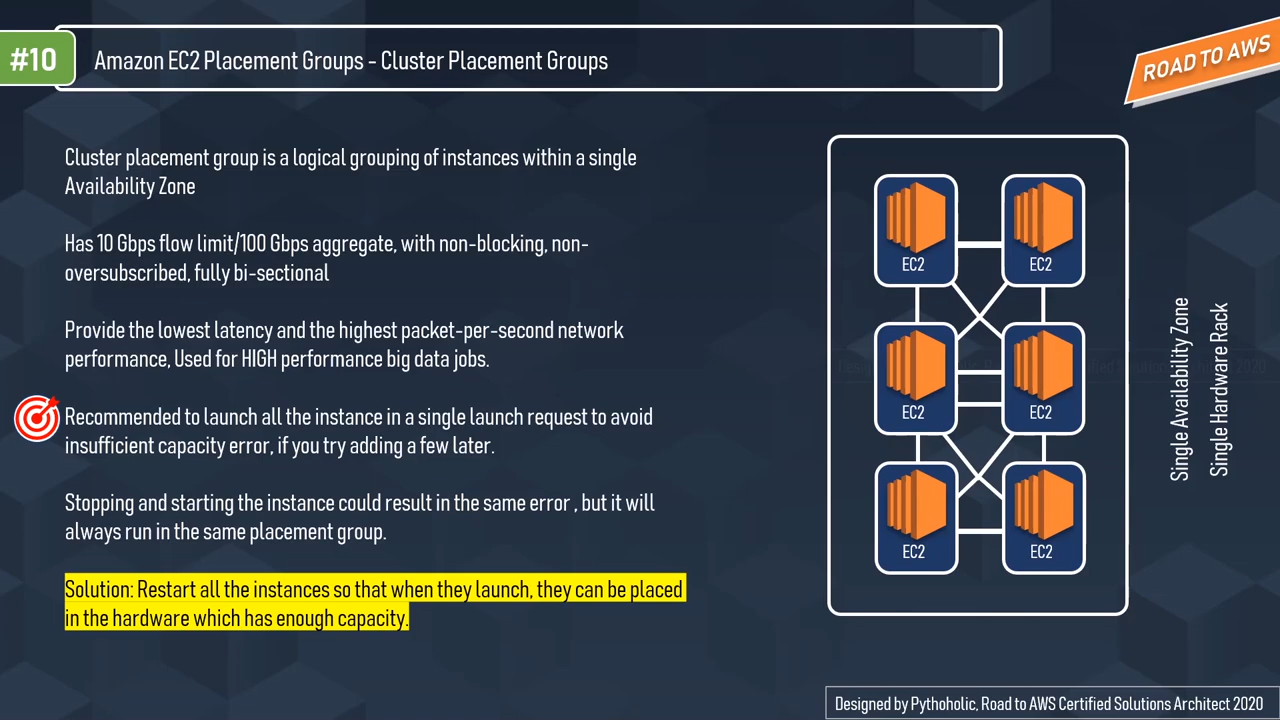 #10
Amazon EC2 Placement Groups - Cluster Placement Groups
ROAD TO AWS
Cluster placement group is a logical grouping of instances within a single
Availability Zone
Has 10 Gbps flow limit/100 Gbps aggregate, with non-blocking, non-
oversubscribed, fully bi-sectional
Provide the lowest latency and the highest packet-per-second network
performance, Used for HIGH performance big data jobs.
Recommended to launch all the instance in a single launch request to avoid
insufficient capacity error, if you try adding a few later.
Stopping and starting the instance could result in the same error , but it will
always run in the same placement group.
Solution: Restart all the instances so that when they launch, they can be placed
in the hardware which has enough capacity.
EC2
EC2
EC2
EC2
EC2
EC2
Single Availability Zone
Single Hardware Rack
Designed by Pythoholic, Road to AWS Certified Solutions Architect 2020